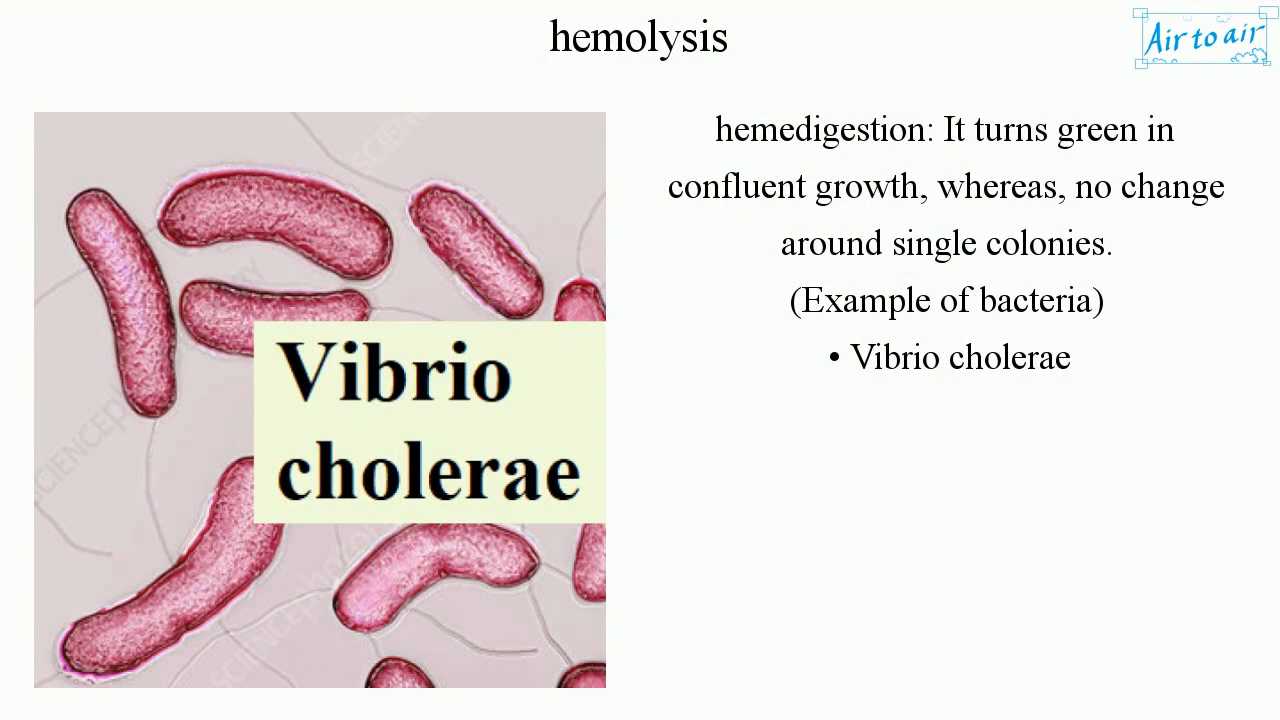 hemolysis
Air to air
hemedigestion: It turns green in
confluent growth, whereas, no change
around single colonies.
(Example of bacteria)
• Vibrio cholerae
Vibrio
cholerae